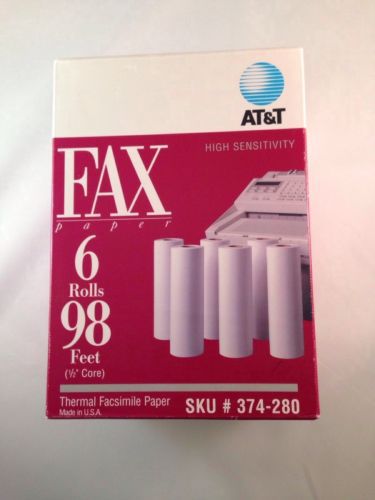 AT&T
HIGH SENSITIVITY
FAX
paper
6
Rolls
98
Feet
(½" Core)
Thermal Facsimile Paper
Made in U.S.A.
SKU # 374-280